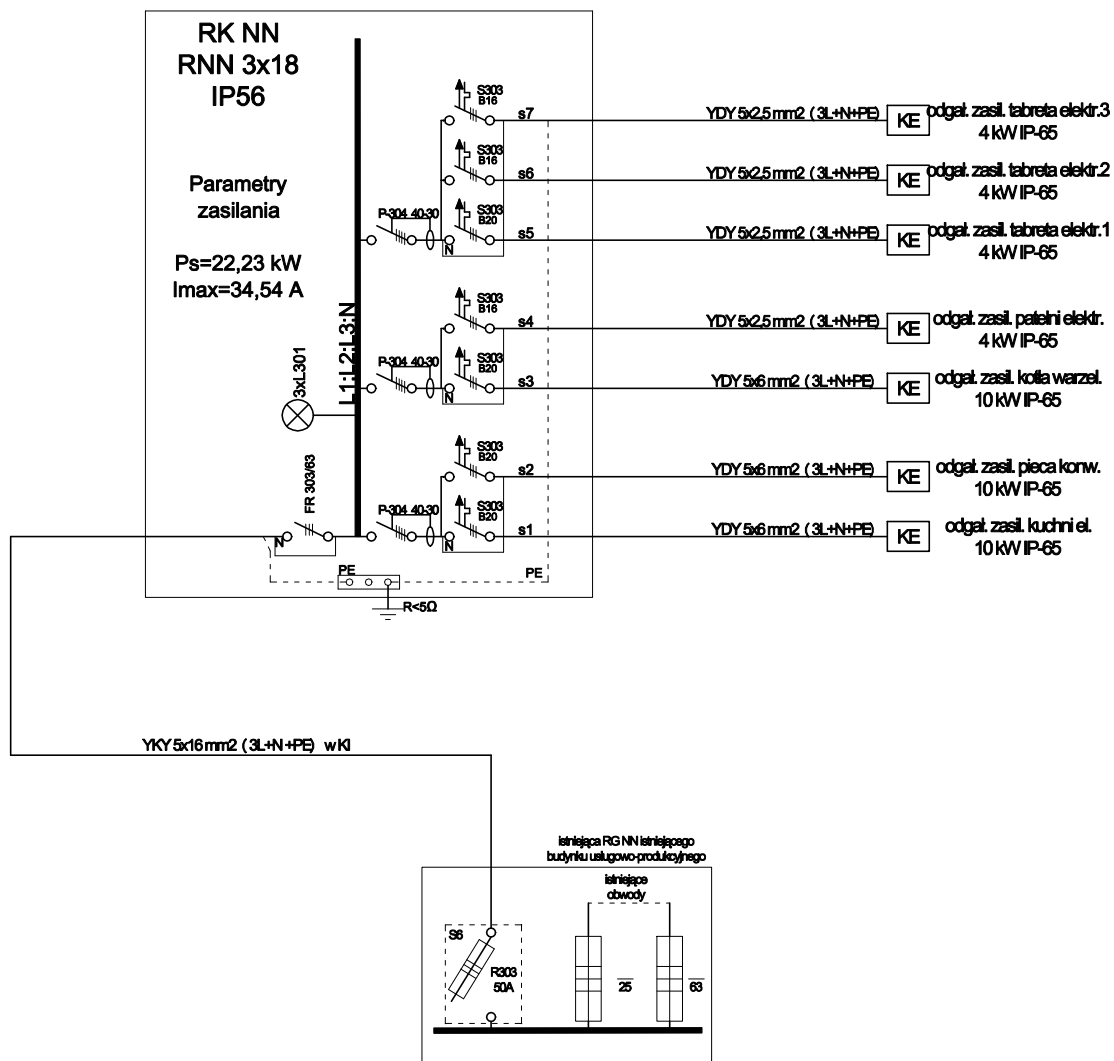 RK NN
RNN 3x18
IP56
Parametry
zasilania
Ps=22,23 kW
Imax=34,54 A
3xL301
L1;L2;L3;N
FR 303/63
N
S303
B16
s7
YDY 5x2,5 mm2 ( 3L+N+PE)
KE
odgał. zasil. tabreta elektr.3
4 kW IP-65
S303
B16
s6
YDY 5x2,5 mm2 ( 3L+N+PE)
KE
odgał. zasil. tabreta elektr.2
4 kW IP-65
P-304 40-30
S303
B20
N
s5
YDY 5x2,5 mm2 ( 3L+N+PE)
KE
odgał. zasil. tabreta elektr.1
4 kW IP-65
S303
B16
s4
YDY 5x2,5 mm2 ( 3L+N+PE)
KE
odgał. zasil. patelni elektr.
4 kW IP-65
P-304 40-30
S303
B20
N
s3
YDY 5x6 mm2 ( 3L+N+PE)
KE
odgał. zasil. kotła warzel.
10 kW IP-65
S303
B20
s2
YDY 5x6 mm2 ( 3L+N+PE)
KE
odgał. zasil. pieca konw.
10 kW IP-65
P-304 40-30
S303
B20
N
s1
YDY 5x6 mm2 ( 3L+N+PE)
KE
odgał. zasil. kuchni el.
10 kW IP-65
PE
PE
R<5Ω
YKY 5x16 mm2 ( 3L+N +PE) w KI
istniejąca RG NN istniejącego
budynku usługowo-produkcyjnego
istniejące
obwody
S6
R303
50A
25
63